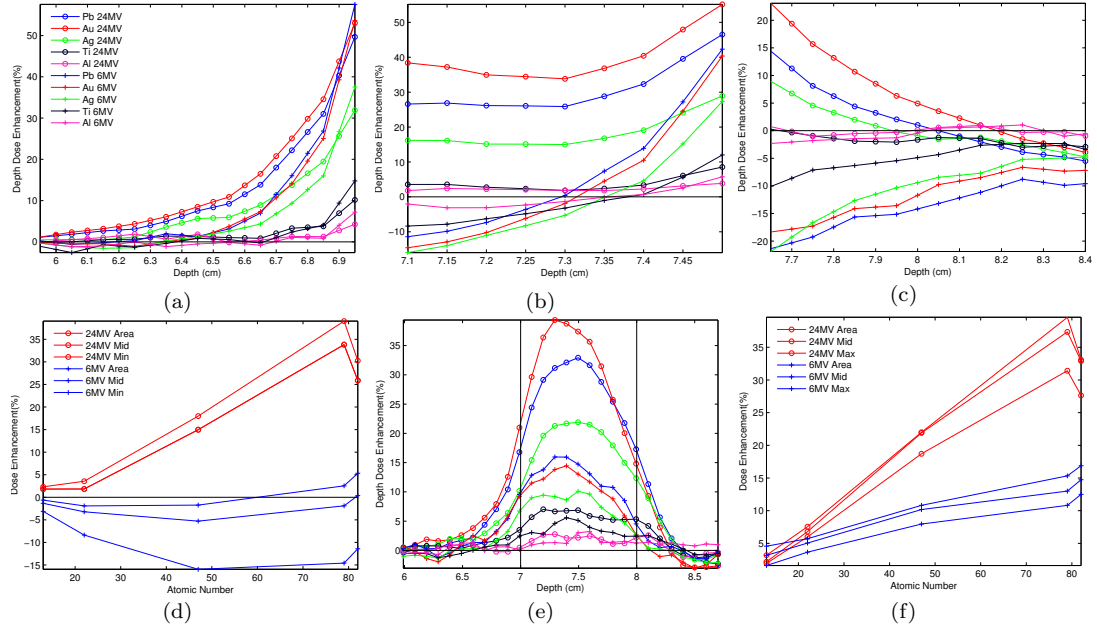 Depth Dose Enhancement(%)
50
40
30
20
10
0
Pb 24MV
Au 24MV
Ag 24MV
Ti 24MV
Al 24MV
Pb 6MV
Au 6MV
Ag 6MV
Ti 6MV
Al 6MV
6 6.1 6.2 6.3 6.4 6.5 6.6 6.7 6.8 6.9
Depth (cm)
(a)
Depth Dose Enhancement(%)
50
40
30
20
10
0
−10
7.1 7.15 7.2 7.25 7.3 7.35 7.4 7.45
Depth (cm)
(b)
Depth Dose Enhancement(%)
20
15
10
5
0
−5
−10
−15
−20
7.7 7.8 7.9 8 8.1 8.2 8.3 8.4
Depth (cm)
(c)
Dose Enhancement(%)
35
30
25
20
15
10
5
0
−5
−10
−15
24MV Area
24MV Mid
24MV Min
6MV Area
6MV Mid
6MV Min
20 30 40 50 60 70 80
Atomic Number
(d)
Depth Dose Enhancement(%)
35
30
25
20
15
10
5
0
6 6.5 7 7.5 8 8.5
Depth (cm)
(e)
Dose Enhancement(%)
35
30
25
20
15
10
5
24MV Area
24MV Mid
24MV Max
6MV Area
6MV Mid
6MV Max
20 30 40 50 60 70 80
Atomic Number
(f)